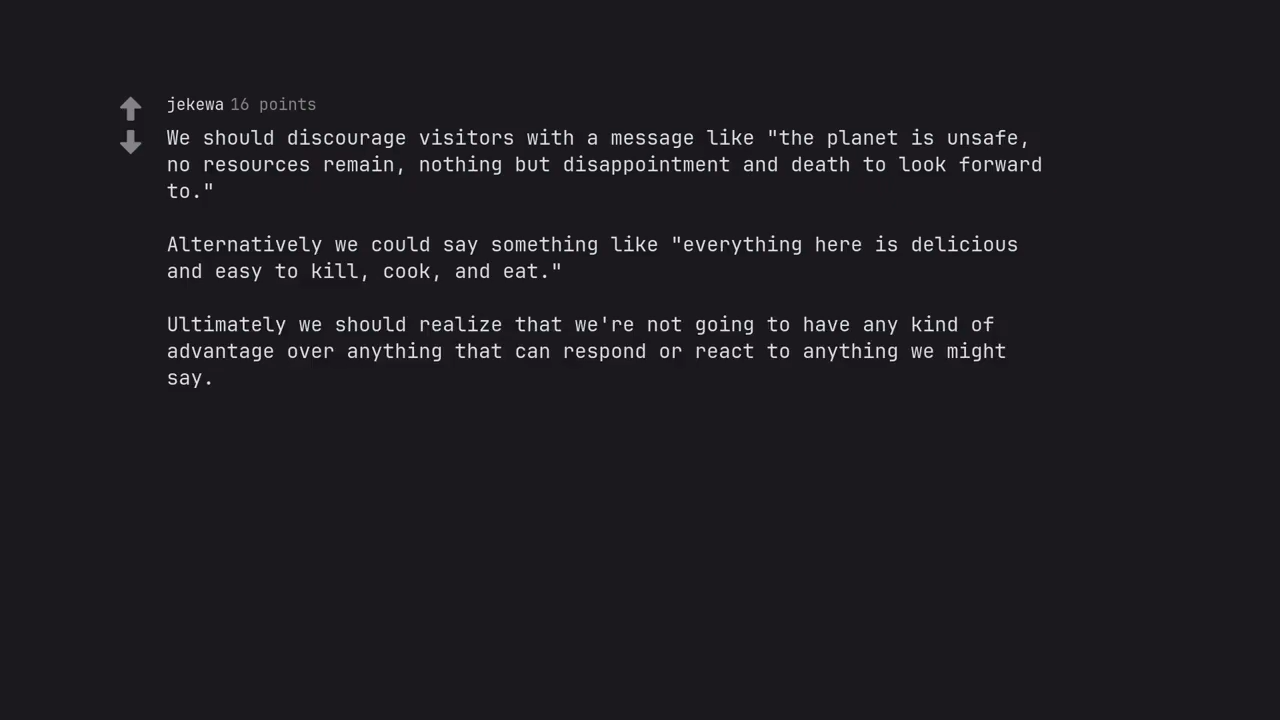 jekewa 16 points
We should discourage visitors with a message like "the planet is unsafe,
no resources remain, nothing but disappointment and death to look forward
to."
Alternatively we could say something like "everything here is delicious
and easy to kill, cook, and eat."
Ultimately we should realize that we're not going to have any kind of
advantage over anything that can respond or react to anything we might
say.